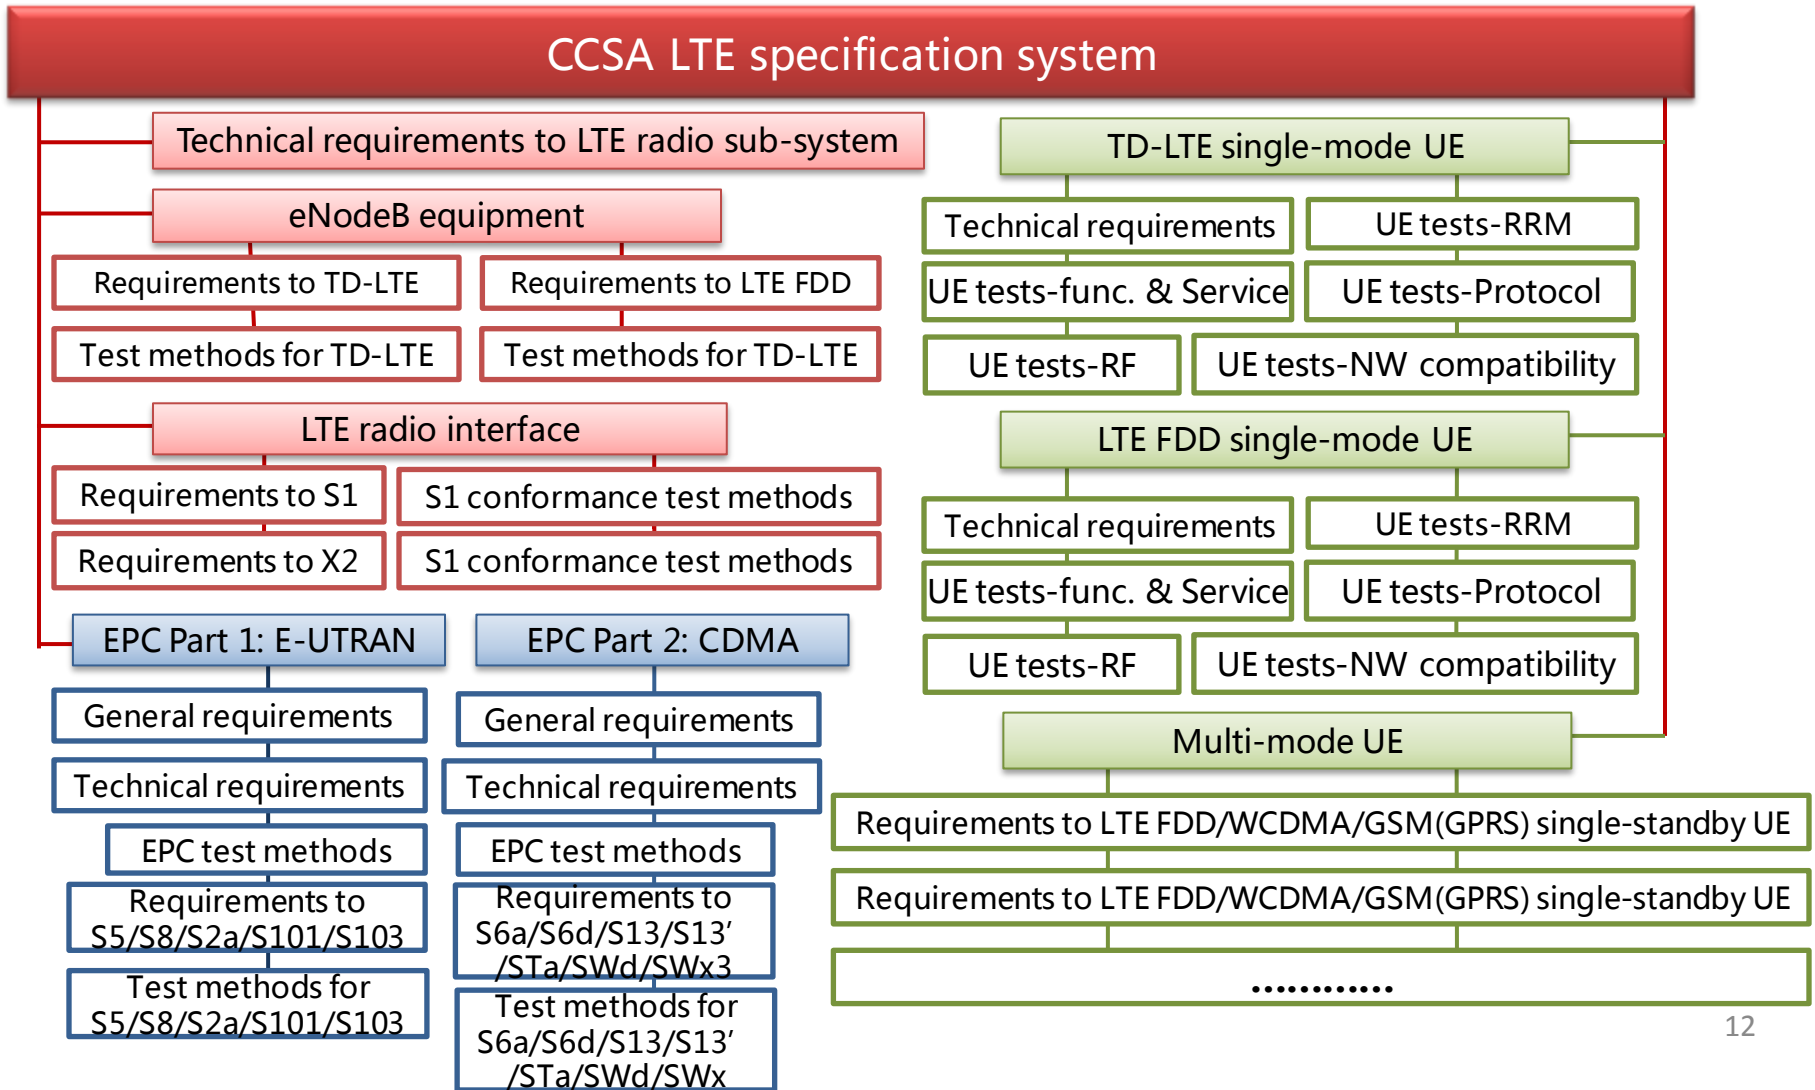 CCSA LTE specification system
Technical requirements to LTE radio sub-system
eNodeB equipment
Requirements to TD-LTE
Requirements to LTE FDD
Test methods for TD-LTE
Test methods for TD-LTE
LTE radio interface
Requirements to S1
S1 conformance test methods
Requirements to X2
S1 conformance test methods
EPC Part 1: E-UTRAN
General requirements
Technical requirements
EPC test methods
Requirements to
S5/S8/S2a/S101/S103
Test methods for
S5/S8/S2a/S101/S103
EPC Part 2: CDMA
General requirements
Technical requirements
EPC test methods
Requirements to
S6a/S6d/S13/S13′
/STa/SWd/SWx3
Test methods for
S6a/S6d/S13/S13′
/STa/SWd/SWx
TD-LTE single-mode UE
Technical requirements
UE tests-RRM
UE tests-func. & Service
UE tests-Protocol
UE tests-RF
UE tests-NW compatibility
LTE FDD single-mode UE
Technical requirements
UE tests-RRM
UE tests-func. & Service
UE tests-Protocol
UE tests-RF
UE tests-NW compatibility
Multi-mode UE
Requirements to LTE FDD/WCDMA/GSM(GPRS) single-standby UE
Requirements to LTE FDD/WCDMA/GSM(GPRS) single-standby UE
…………
12